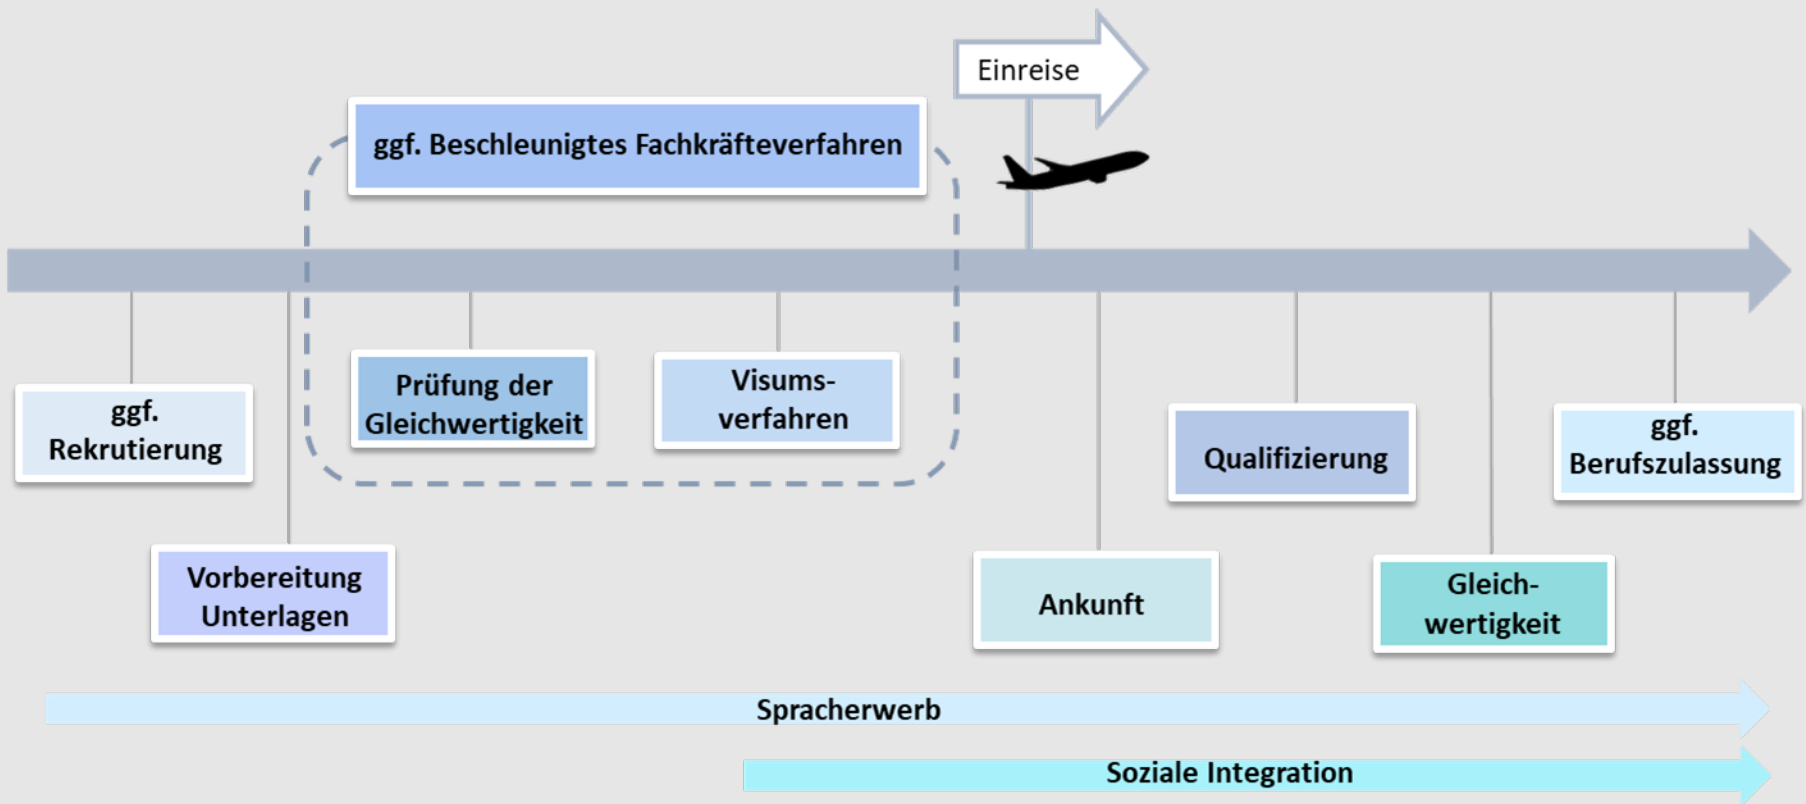 Einreise
ggf. Beschleunigtes Fachkräfteverfahren
ggf.
Rekrutierung
Vorbereitung
Unterlagen
Prüfung der
Gleichwertigkeit
Visums-
verfahren
Ankunft
Qualifizierung
Gleich-
wertigkeit
ggf.
Berufszulassung
Spracherwerb
Soziale Integration